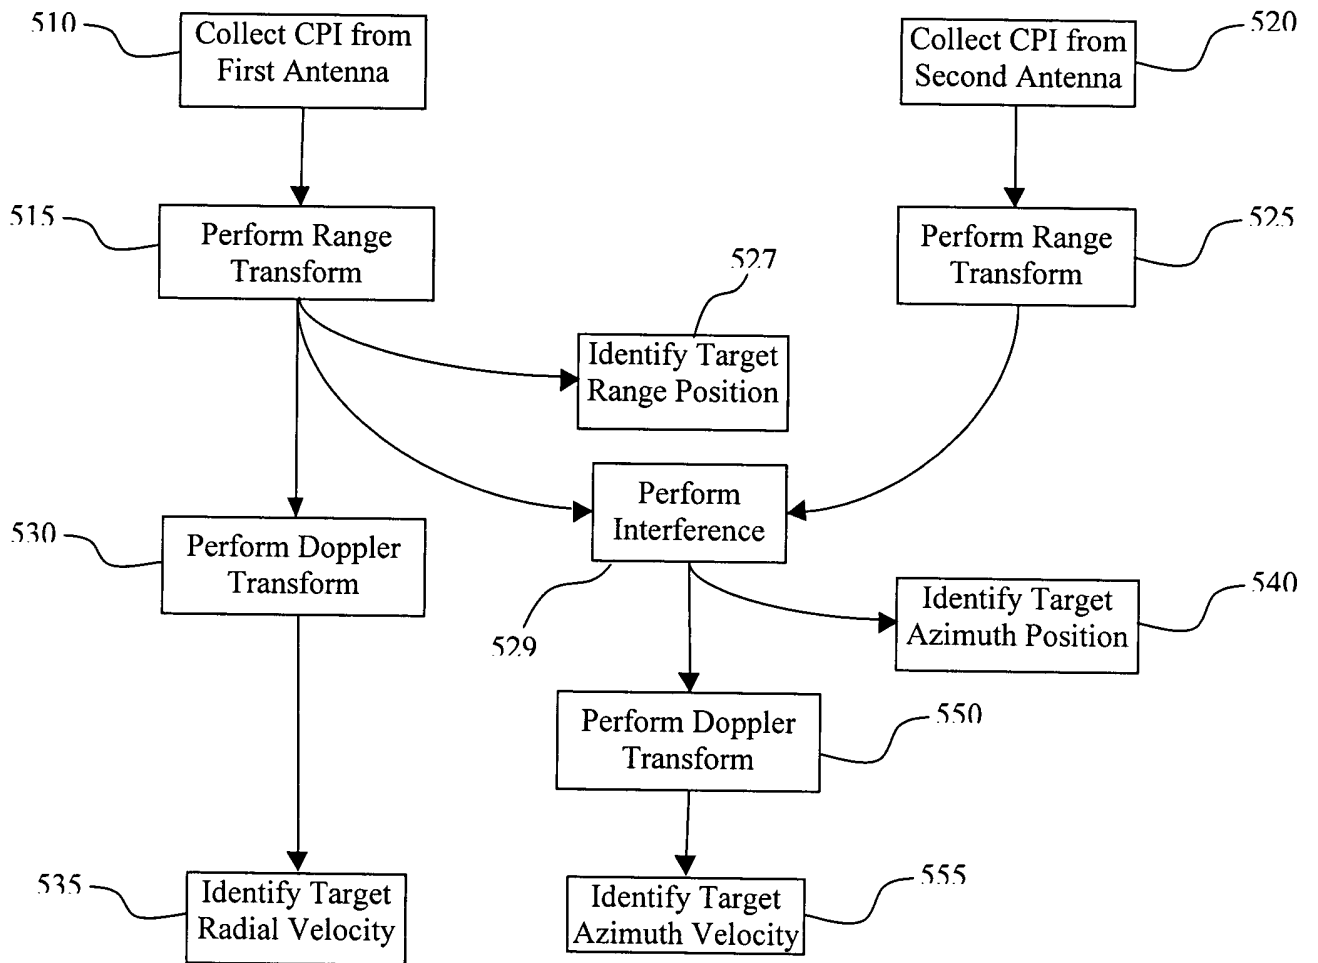 510
Collect CPI from
First Antenna
Collect CPI from
Second Antenna
520
515
Perform Range
Transform
527
Perform Range
Transform
525
Identify Target
Range Position
Perform
Interference
530
Perform Doppler
Transform
529
Identify Target
Azimuth Position
540
Perform Doppler
Transform
550
535
Identify Target
Radial Velocity
Identify Target
Azimuth Velocity
555